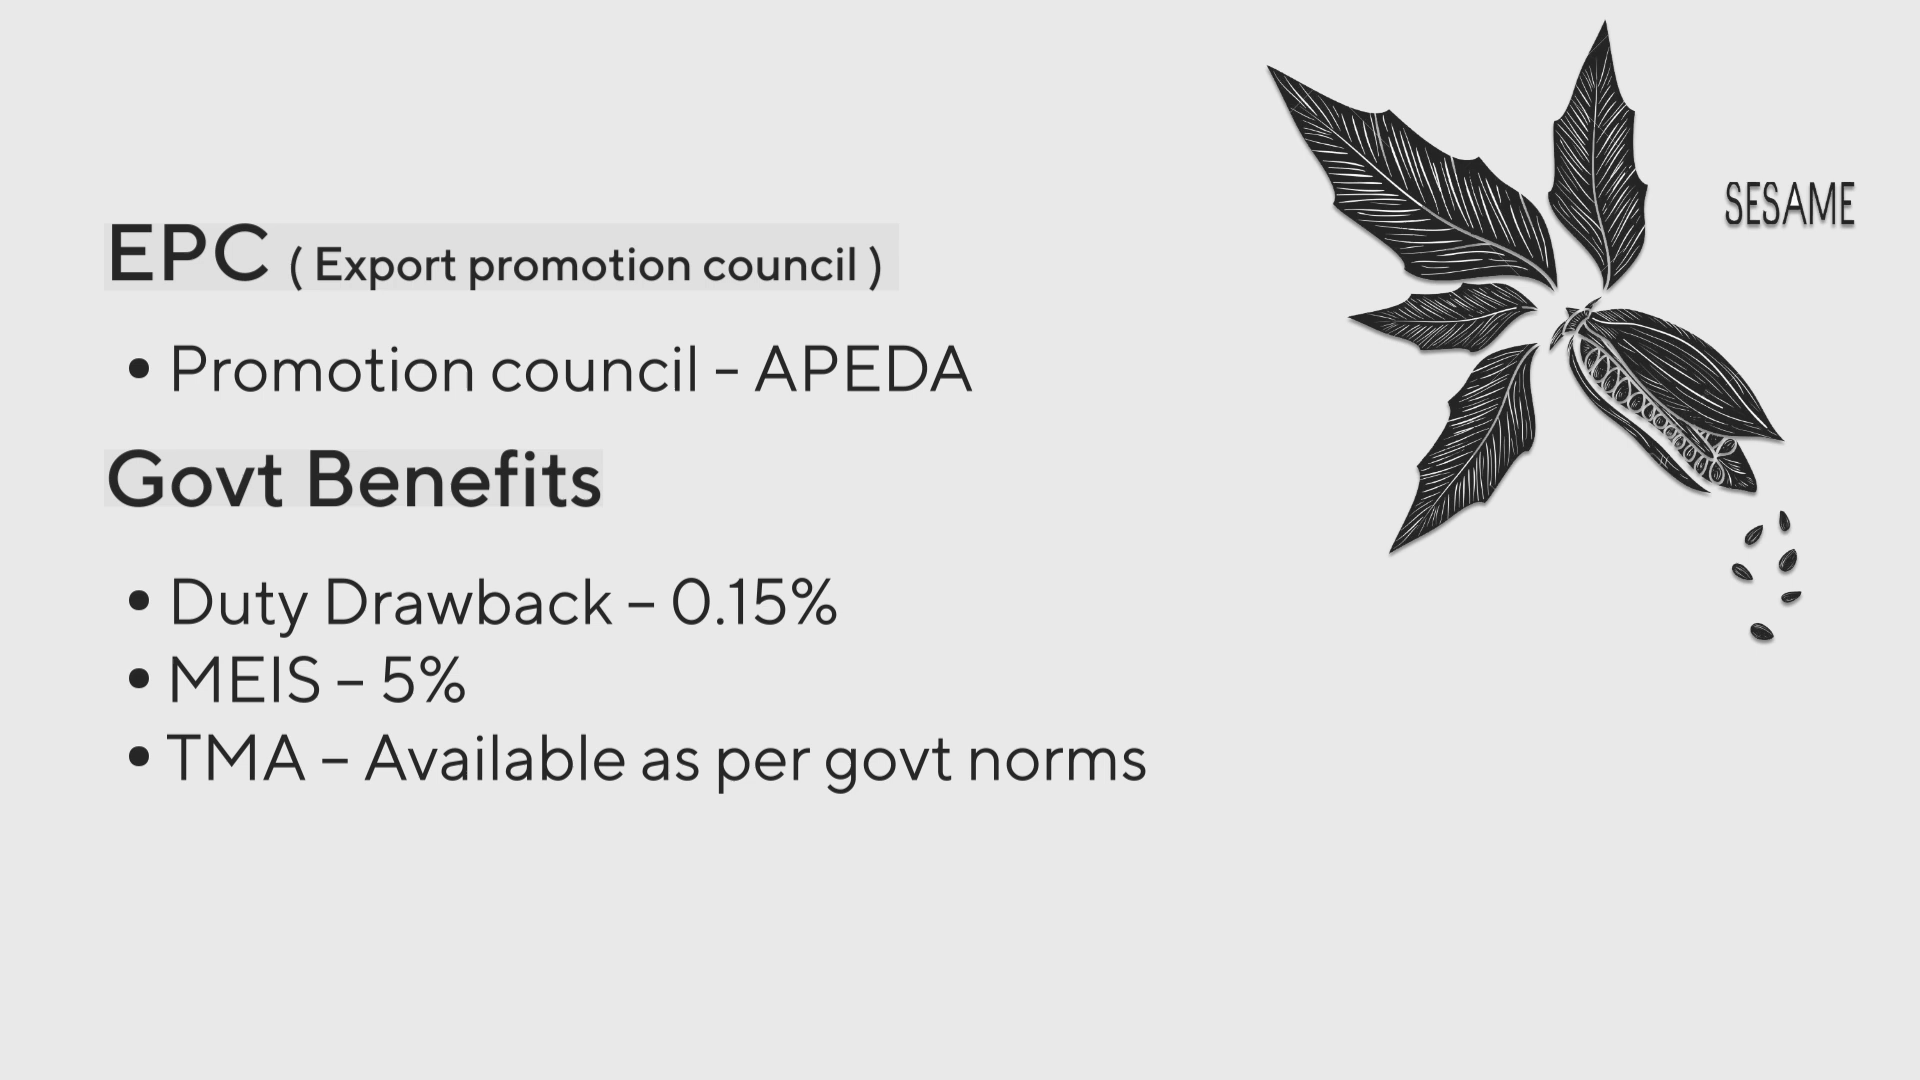 SESAME
EPC ( Export promotion council )
• Promotion council - APEDA
Govt Benefits
• Duty Drawback – 0.15%
• MEIS – 5%
• TMA – Available as per govt norms